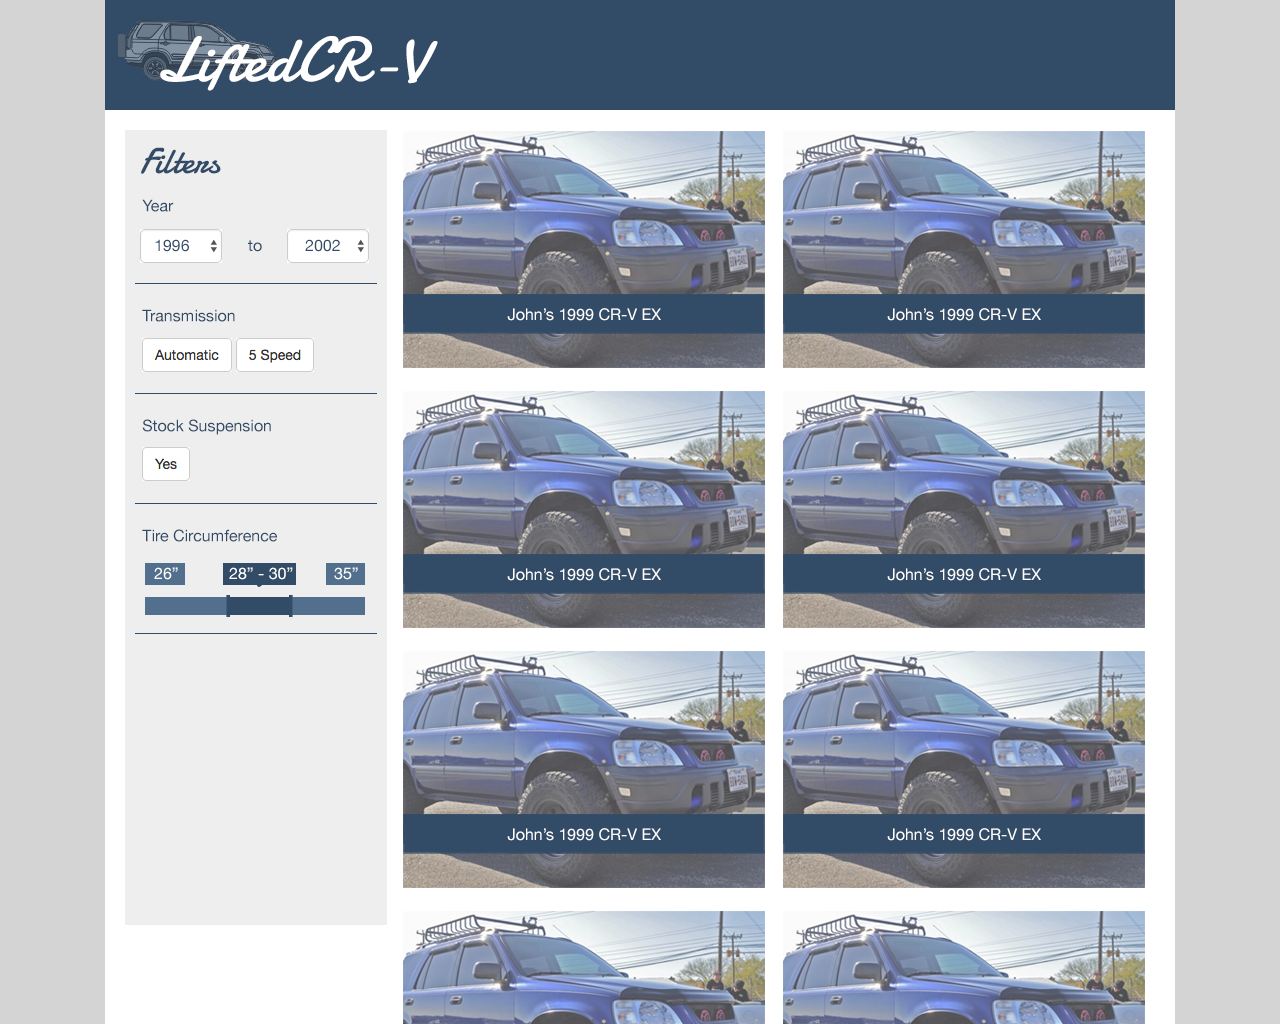 LiftedCR-V
Filters
Year
1996 to 2002
Transmission
Automatic 5 Speed
Stock Suspension
Yes
Tire Circumference
26” 28” - 30” 35”
John’s 1999 CR-V EX
John’s 1999 CR-V EX
John’s 1999 CR-V EX
John’s 1999 CR-V EX
John’s 1999 CR-V EX
John’s 1999 CR-V EX